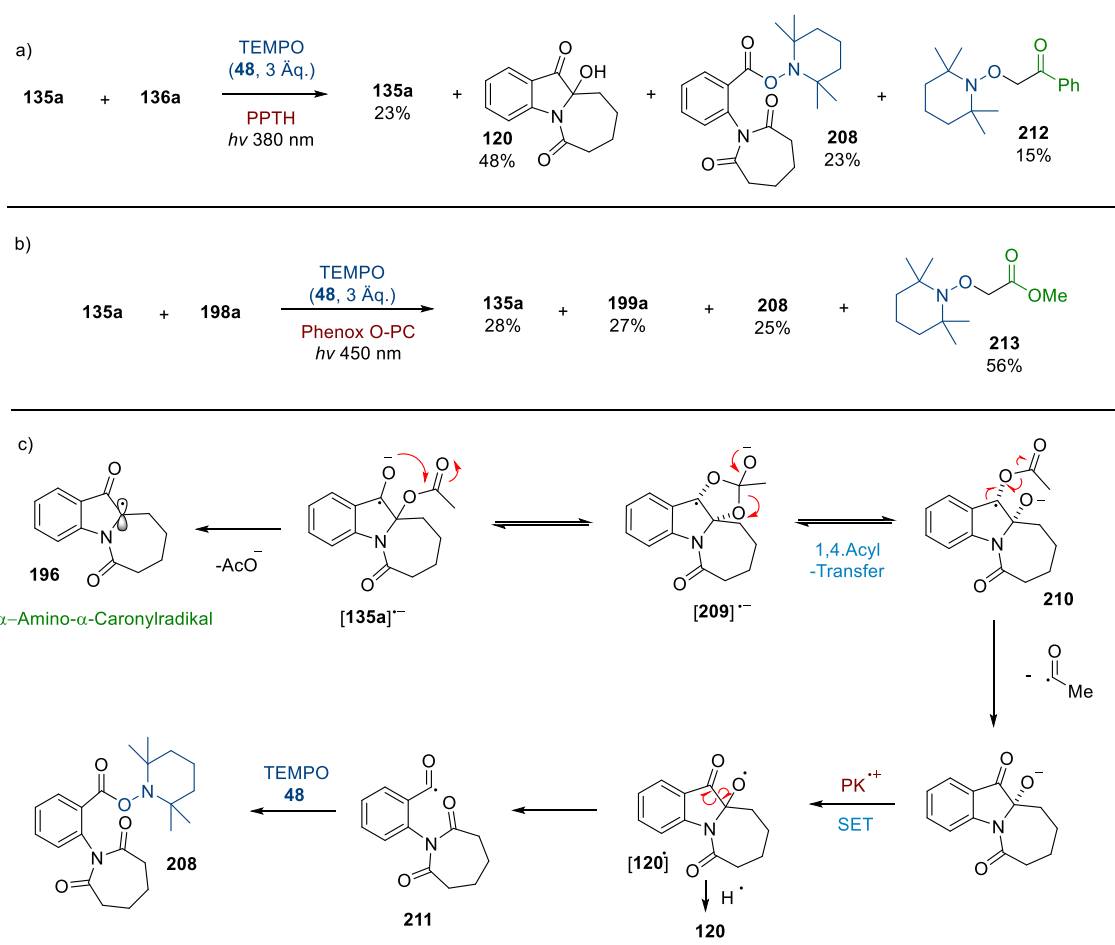 a)
135a + 136a
TEMPO
(48, 3 Äq.)
PPTH
hv 380 nm
135a
23%
+
O
OH
N
O
120
48%
+
O
O
N
O
N
O
208
23%
+
N
O
O
Ph
212
15%
b)
135a + 198a
TEMPO
(48, 3 Äq.)
Phenox O-PC
hv 450 nm
135a
28%
+
199a
27%
+
208
25%
+
N
O
O
OMe
213
56%
c)
O
N
O
196
α–Amino-α-Caronylradikal
-AcO−
O−
O
O
N
O
[135a]•−
−O
O
O
N
O
[209]•−
1,4.Acyl
-Transfer
O
O
O−
N
O
210
- O
Me
O
O−
N
O
PK•+
SET
O
O•
N
O
[120•]
H•
120
O
O
N
O
211
TEMPO
48
O
O
N
O
N
O
208